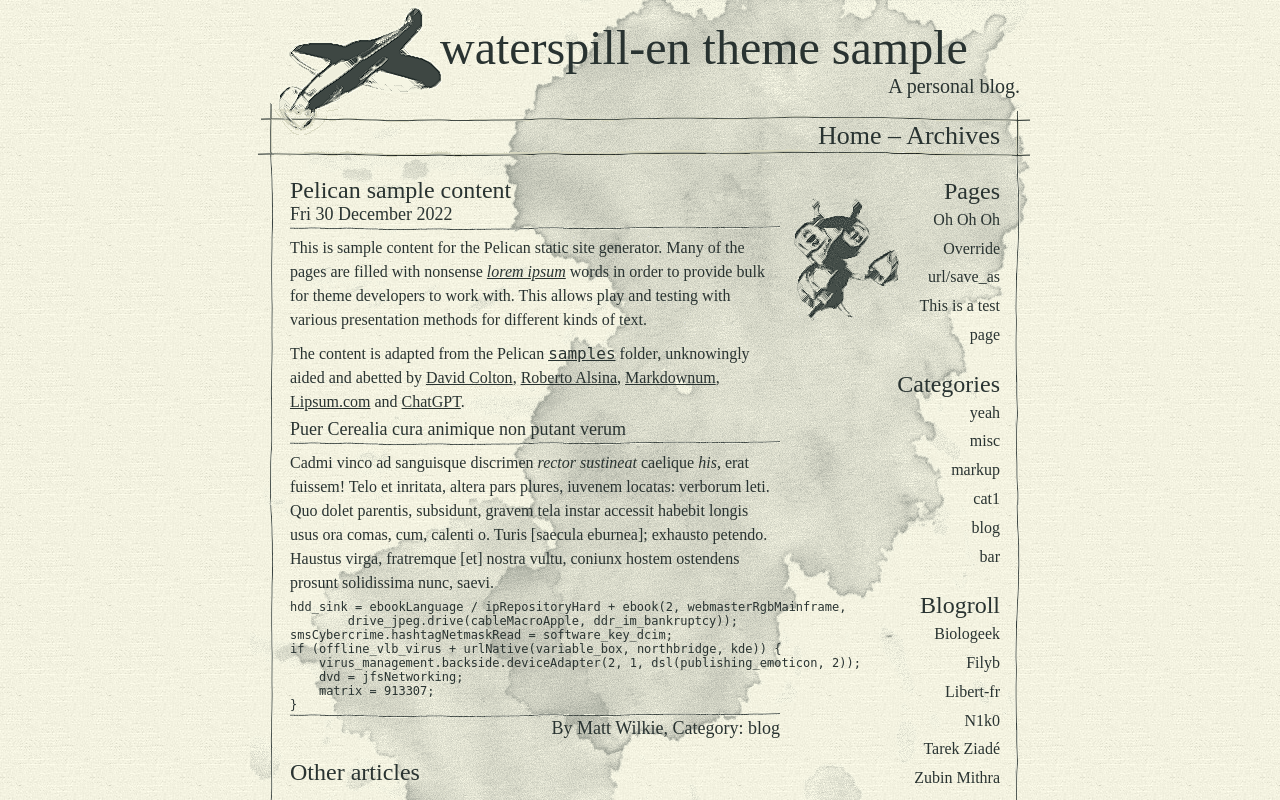 waterspill-en theme sample
A personal blog.
Home – Archives
Pelican sample content
Fri 30 December 2022
This is sample content for the Pelican static site generator. Many of the
pages are filled with nonsense lorem ipsum words in order to provide bulk
for theme developers to work with. This allows play and testing with
various presentation methods for different kinds of text.
The content is adapted from the Pelican samples folder, unknowingly
aided and abetted by David Colton, Roberto Alsina, Markdownum,
Lipsum.com and ChatGPT.
Puer Cerealia cura animique non putant verum
Cadmi vinco ad sanguisque discrimen rector sustineat caelique his, erat
fuissem! Telo et inritata, altera pars plures, iuvenem locatas: verborum leti.
Quo dolet parentis, subsidunt, gravem tela instar accessit habebit longis
usus ora comas, cum, calenti o. Turis [saecula eburnea]; exhausto petendo.
Haustus virga, fratremque [et] nostra vultu, coniunx hostem ostendens
prosunt solidissima nunc, saevi.
hdd_sink = ebookLanguage / ipRepositoryHard + ebook(2, webmasterRgbMainframe,
        drive_jpeg.drive(cableMacroApple, ddr_im_bankruptcy));
smsCybercrime.hashtagNetmaskRead = software_key_dcim;
if (offline_vlb_virus + urlNative(variable_box, northbridge, kde)) {
    virus_management.backside.deviceAdapter(2, 1, dsl(publishing_emoticon, 2));
    dvd = jfsNetworking;
    matrix = 913307;
}
By Matt Wilkie, Category: blog
Other articles
Pages
Oh Oh Oh
Override
url/save_as
This is a test
page
Categories
yeah
misc
markup
cat1
blog
bar
Blogroll
Biologeek
Filyb
Libert-fr
N1k0
Tarek Ziadé
Zubin Mithra